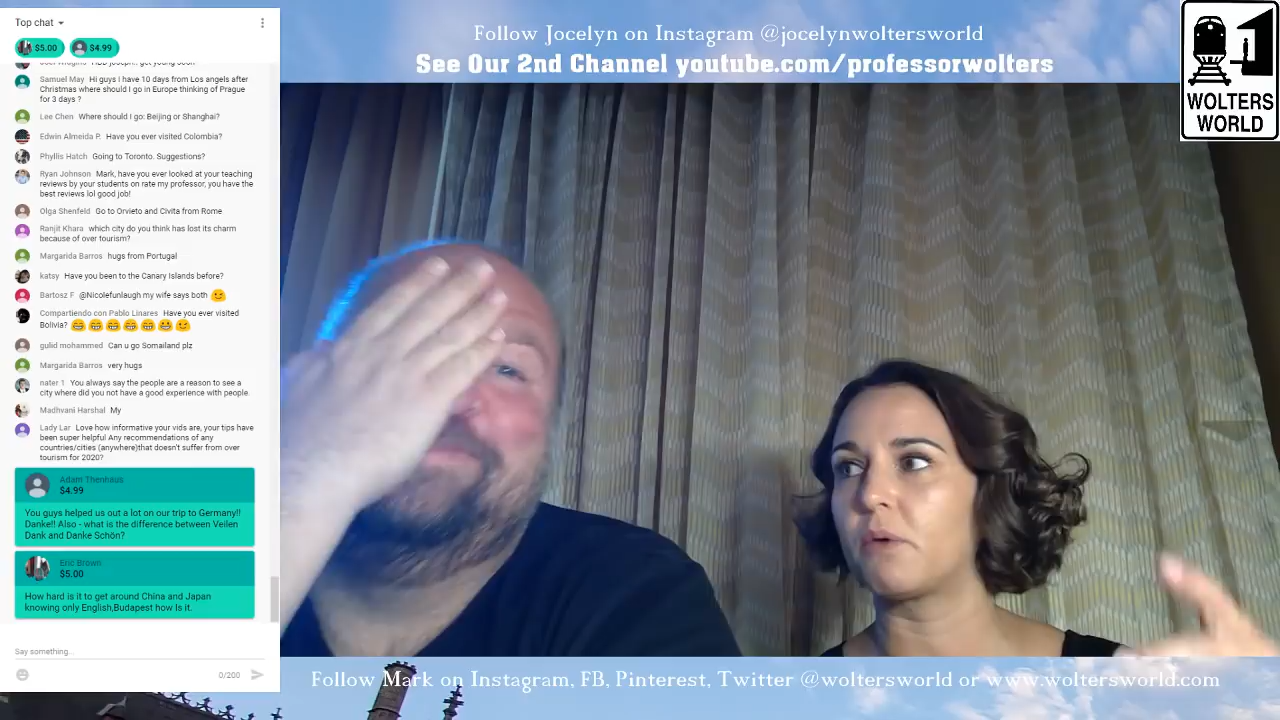 Top chat
$5.00 $4.99
Samuel May Hi guys I have 10 days from Los angels after
Christmas where should I go in Europe thinking of Prague
for 3 days ?
Lee Chen Where should I go: Beijing or Shanghai?
Edwin Almeida P. Have you ever visited Colombia?
Phyllis Hatch Going to Toronto. Suggestions?
Ryan Johnson Mark, have you ever looked at your teaching
reviews by your students on rate my professor, you have the
best reviews lol good job!
Olga Shenfeld Go to Orvieto and Civita from Rome
Ranjit Khara which city do you think has lost its charm
because of over tourism?
Margarida Barros hugs from Portugal
katsy Have you been to the Canary Islands before?
Bartosz F @Nicolefunlaugh my wife says both 😉
Compartiendo con Pablo Linares Have you ever visited
Bolivia? 😁😁😁😁😁😃😉
gulid mohammed Can u go Somailand plz
Margarida Barros very hugs
nater 1 You always say the people are a reason to see a
city where did you not have a good experience with people.
Madhvani Harshal My
Lady Lar Love how informative your vids are, your tips have
been super helpful! Any recommendations of any
countries/cities (anywhere)that doesn't suffer from over
tourism for 2020?
Adam Thenhaus
$4.99
You guys helped us out a lot on our trip to Germany!!
Danke!! Also - what is the difference between Veilen
Dank and Danke Schön?
Eric Brown
$5.00
How hard is it to get around China and Japan
knowing only English,Budapest how Is it.
Say something...
0/200
Follow Jocelyn on Instagram @jocelynwoltersworld
See Our 2nd Channel youtube.com/professorwolters
WOLTERS
WORLD
Follow Mark on Instagram, FB, Pinterest, Twitter @woltersworld or www.woltersworld.com